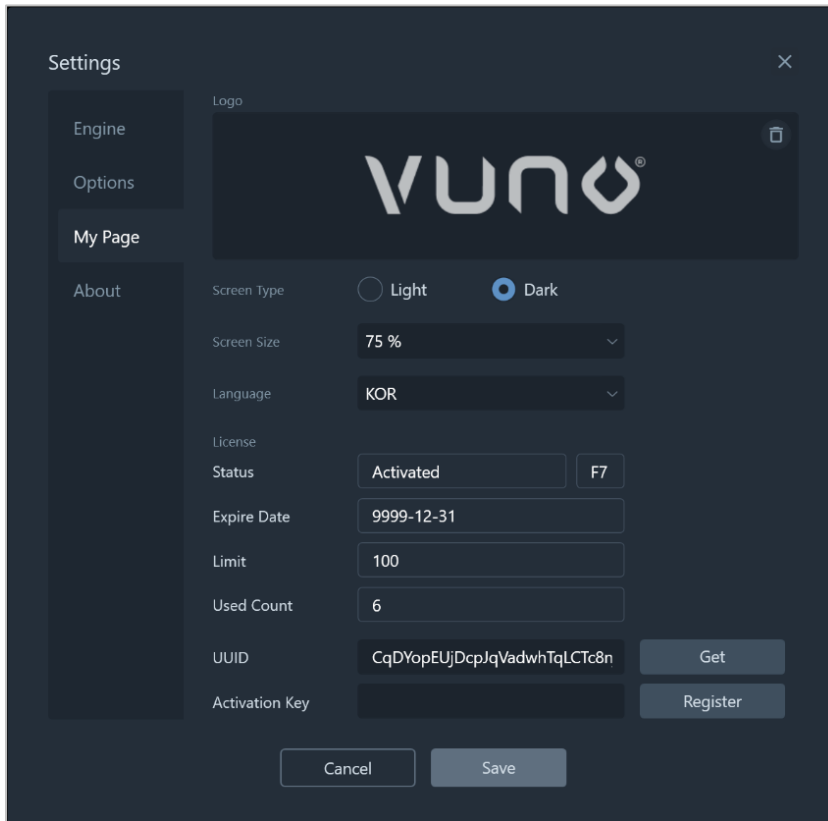 Settings
Engine
Options
My Page
About
Logo
VUNO®
Screen Type
Light
Dark
Screen Size
75 %
Language
KOR
License
Status
Activated
F7
Expire Date
9999-12-31
Limit
100
Used Count
6
UUID
CqDYopEUjDcpJqVadwhTqLCTc8n
Get
Activation Key
Register
Cancel
Save